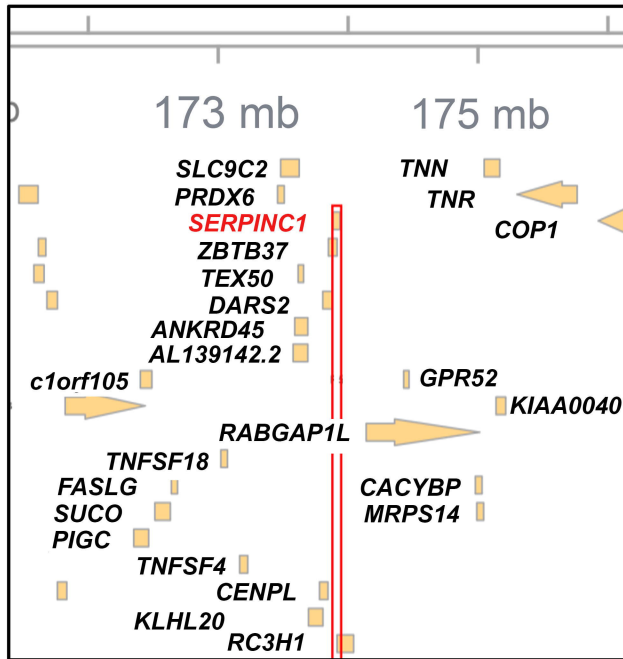 173 mb 175 mb
SLC9C2 TNN
PRDX6 TNR
SERPINC1 COP1
ZBTB37
TEX50
DARS2
ANKRD45
AL139142.2
c1orf105 GPR52
KIAA0040
RABGAP1L
TNFSF18
FASLG CACYBP
SUCO MRPS14
PIGC
TNFSF4
CENPL
KLHL20
RC3H1